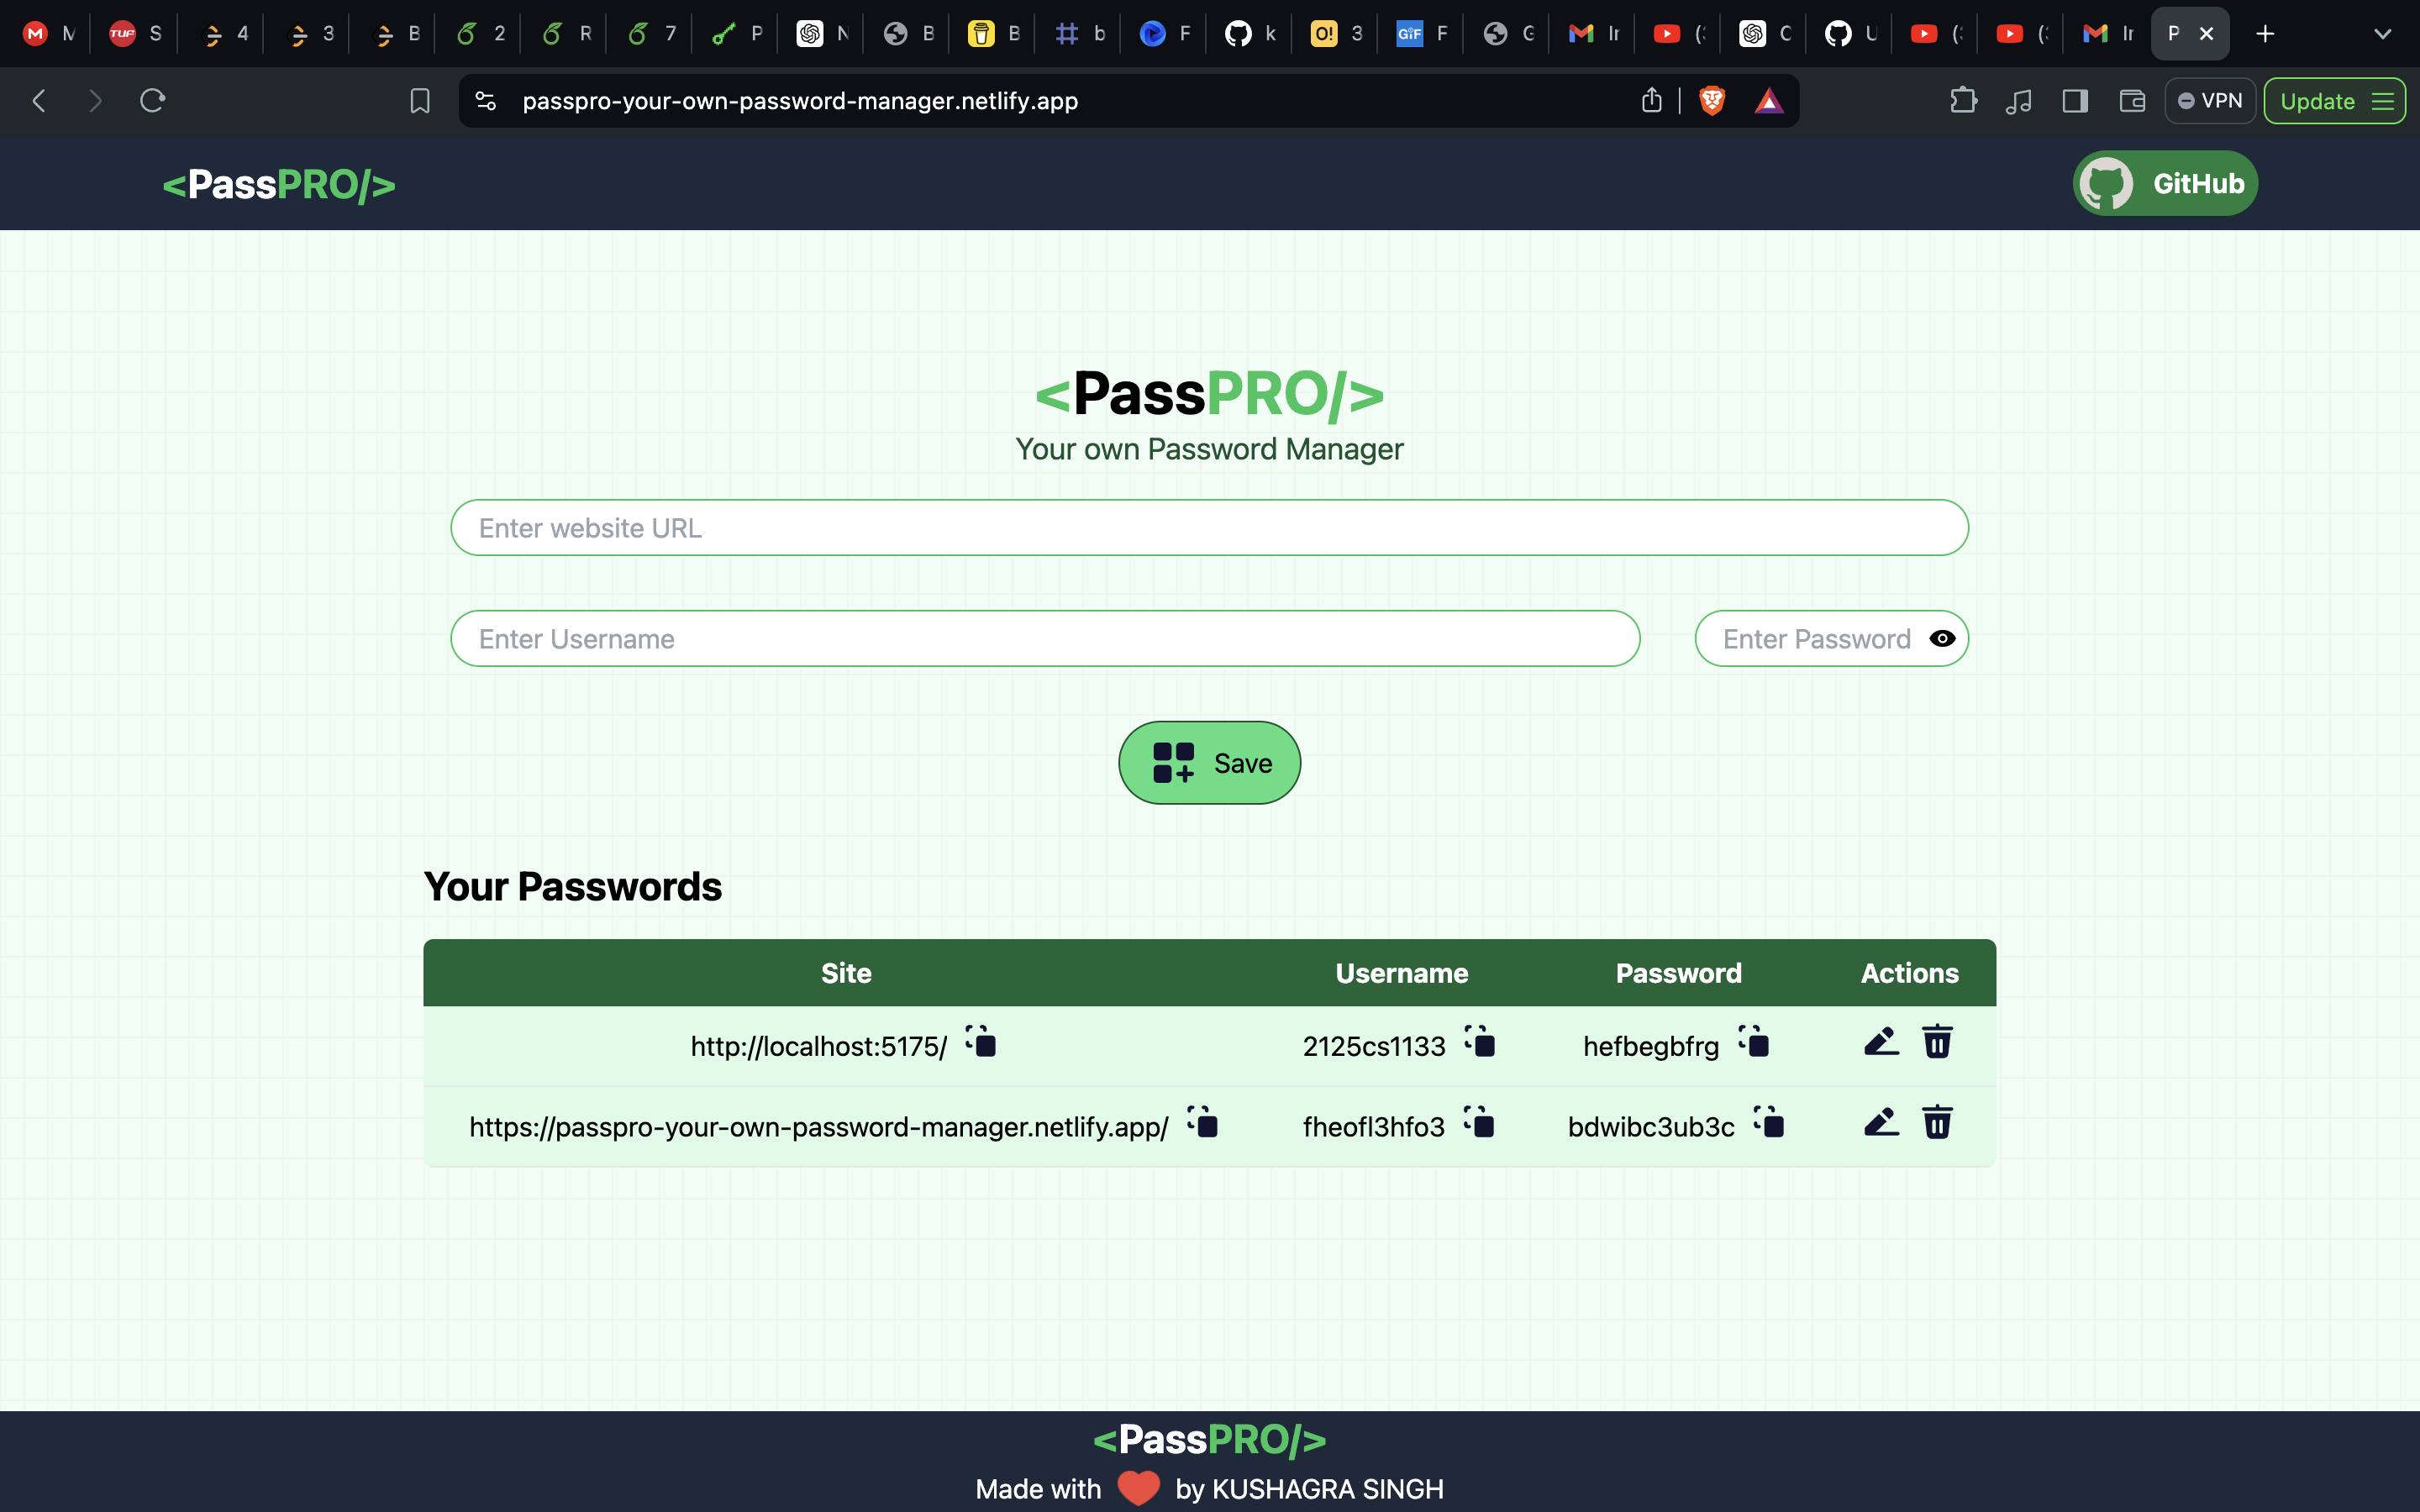 M S 4 3 B 2 R 7 P N B B b F k 3 F G Ir (3 C U (3 (3 Ir P
passpro-your-own-password-manager.netlify.app VPN Update
<PassPRO/> GitHub
<PassPRO/>
Your own Password Manager
Enter website URL
Enter Username Enter Password
Save
Your Passwords
Site Username Password Actions
http://localhost:5175/ 2125cs1133 hefbegbfrg
https://passpro-your-own-password-manager.netlify.app/ fheofl3hfo3 bdwibc3ub3c
<PassPRO/>
Made with by KUSHAGRA SINGH